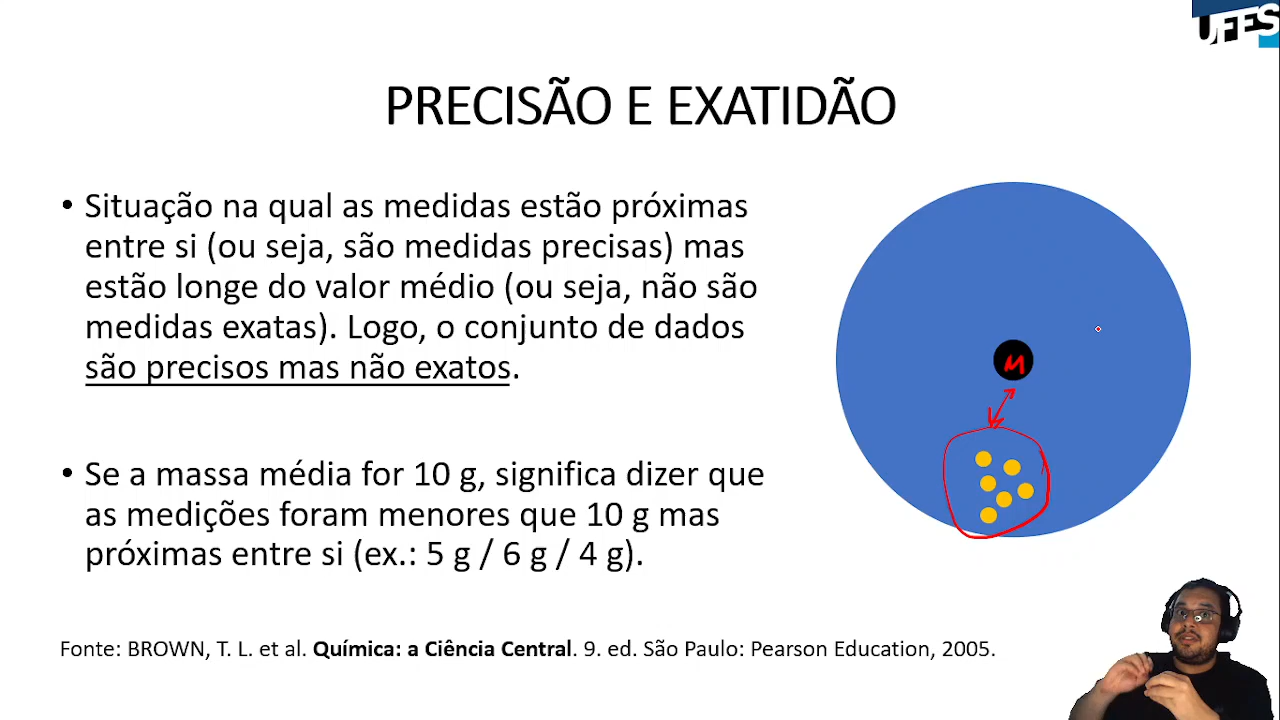 UFES
PRECISÃO E EXATIDÃO
• Situação na qual as medidas estão próximas
entre si (ou seja, são medidas precisas) mas
estão longe do valor médio (ou seja, não são
medidas exatas). Logo, o conjunto de dados
são precisos mas não exatos.
M
• Se a massa média for 10 g, significa dizer que
as medições foram menores que 10 g mas
próximas entre si (ex.: 5 g / 6 g / 4 g).
Fonte: BROWN, T. L. et al. Química: a Ciência Central. 9. ed. São Paulo: Pearson Education, 2005.